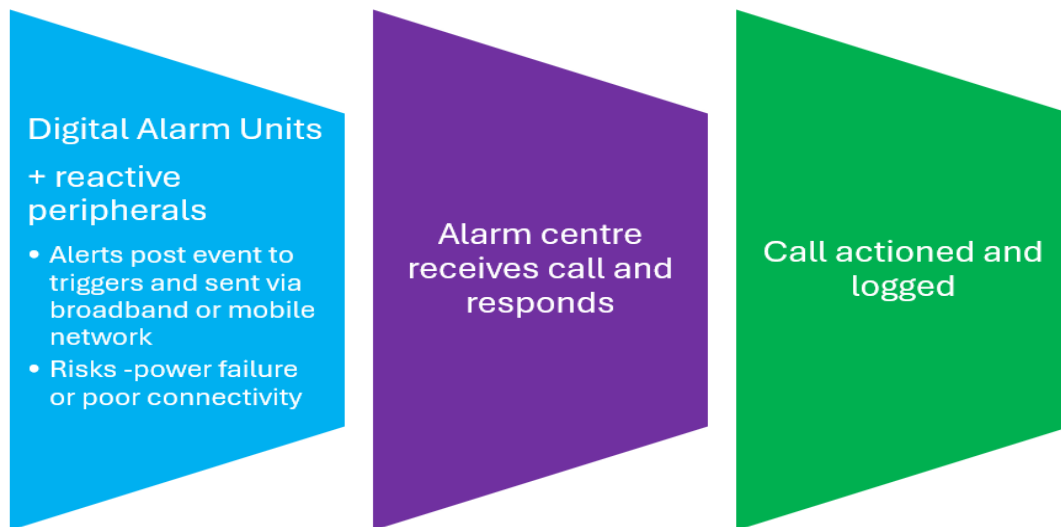 Digital Alarm Units
+ reactive
peripherals
• Alerts post event to
triggers and sent via
broadband or mobile
network
• Risks -power failure
or poor connectivity
Alarm centre
receives call and
responds
Call actioned and
logged